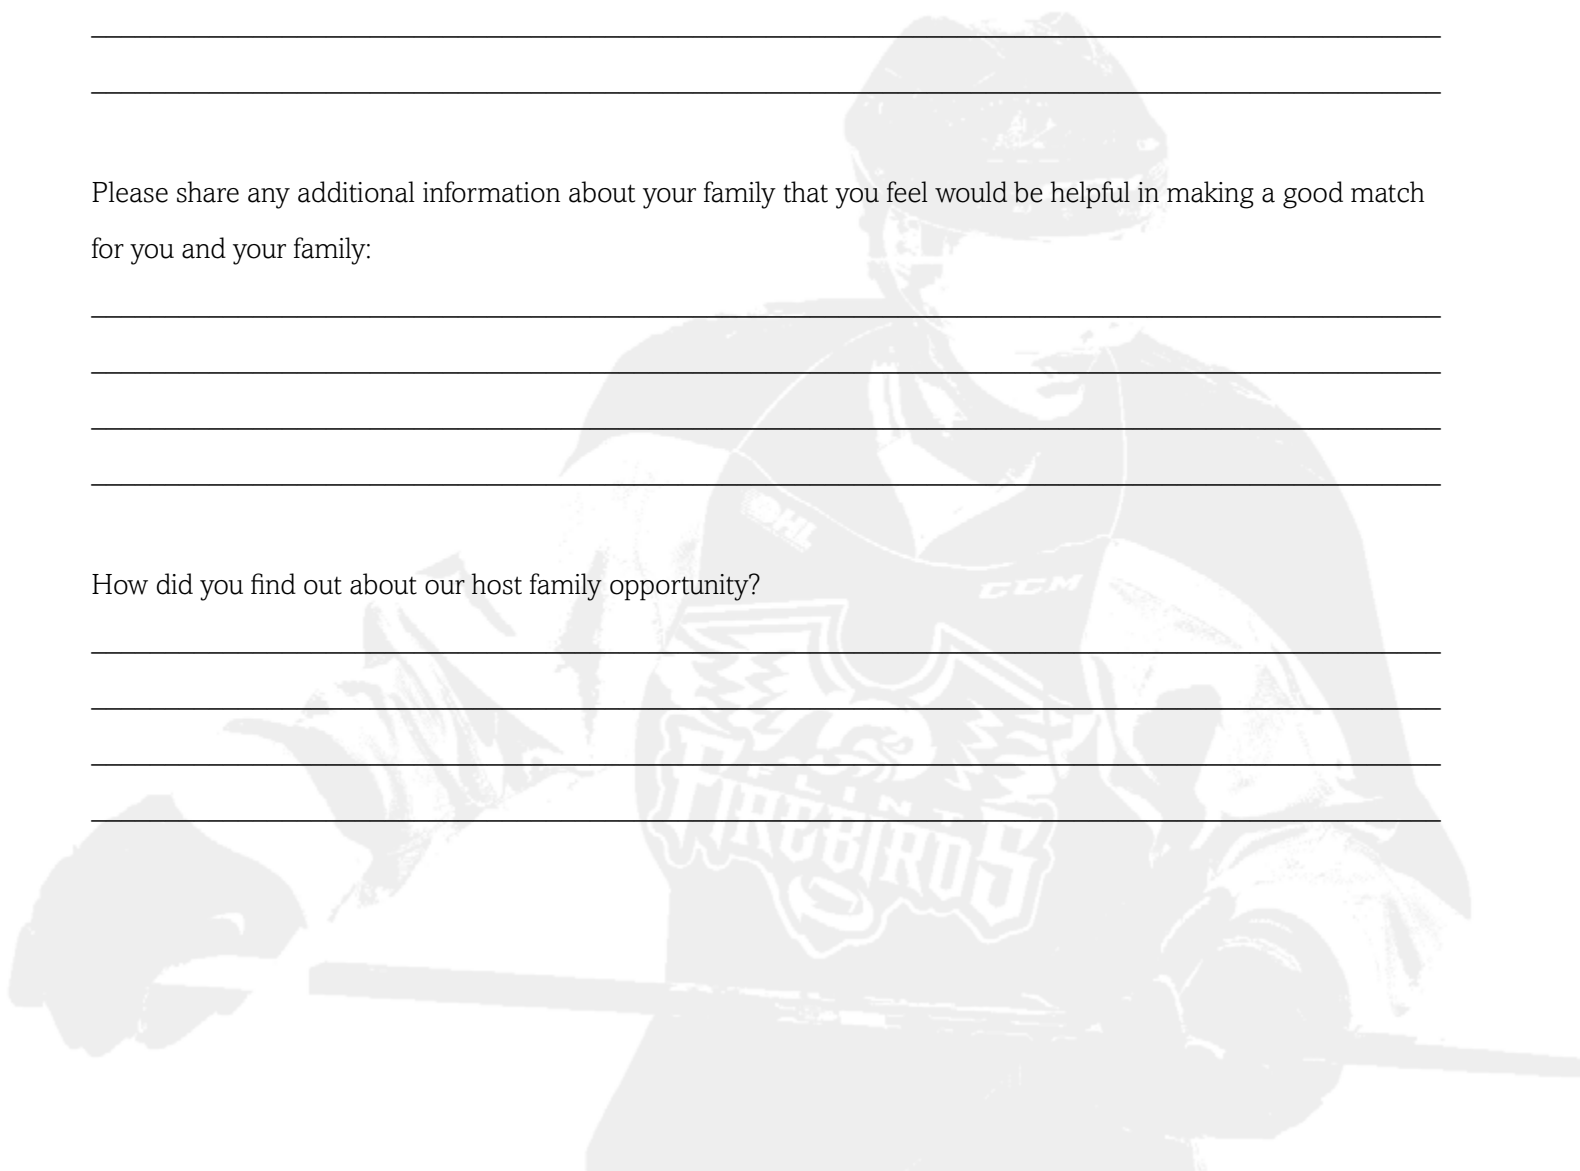 Please share any additional information about your family that you feel would be helpful in making a good match
for you and your family:
OHL
How did you find out about our host family opportunity?
CCM
FLINT
FIREBIRDS